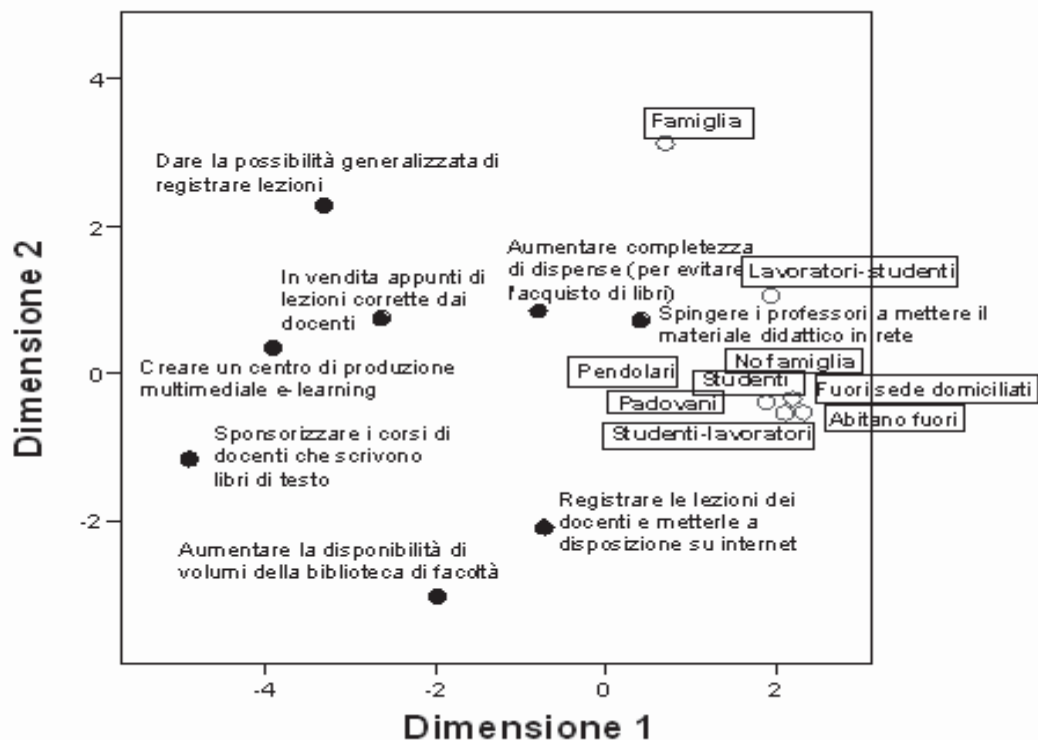 4
Famiglia
Dare la possibilità generalizzata di
registrare lezioni
2
Aumentare completezza
di dispense (per evitare
l'acquisto di libri)
Lavoratori-studenti
In vendita appunti di
lezioni corrette dai
docenti
Spingere i professori a mettere il
materiale didattico in rete
No famiglia
0
Creare un centro di produzione
multimediale e-learning
Pendolari
Studenti
Fuori sede domiciliati
Padovani
Abitano fuori
Studenti-lavoratori
Sponsorizzare i corsi di
docenti che scrivono
libri di testo
Registrare le lezioni dei
docenti e metterle a
disposizione su internet
-2
Aumentare la disponibilità di
volumi della biblioteca di facoltà
-4
-2
0
2
Dimensione 1
Dimensione 2